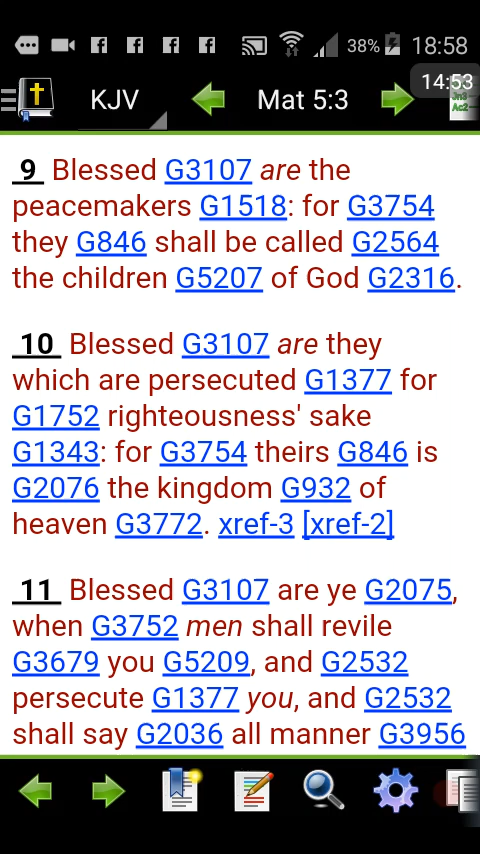 38% 18:58
14:53
KJV Mat 5:3 Jn3
Ac2
9 Blessed G3107 are the
peacemakers G1518: for G3754
they G846 shall be called G2564
the children G5207 of God G2316.
10 Blessed G3107 are they
which are persecuted G1377 for
G1752 righteousness' sake
G1343: for G3754 theirs G846 is
G2076 the kingdom G932 of
heaven G3772. xref-3 [xref-2]
11 Blessed G3107 are ye G2075,
when G3752 men shall revile
G3679 you G5209, and G2532
persecute G1377 you, and G2532
shall say G2036 all manner G3956